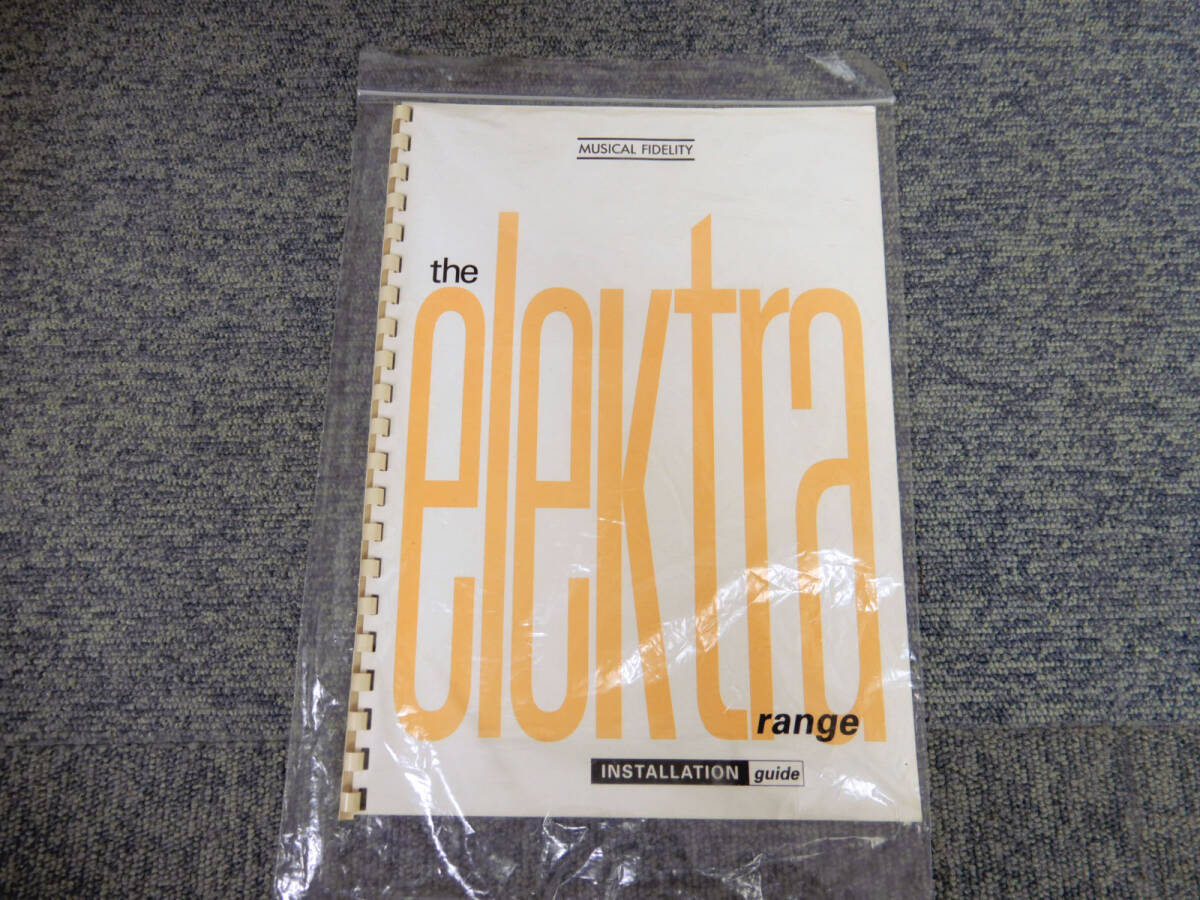 MUSICAL FIDELITY
the
elektra
range
INSTALLATION guide